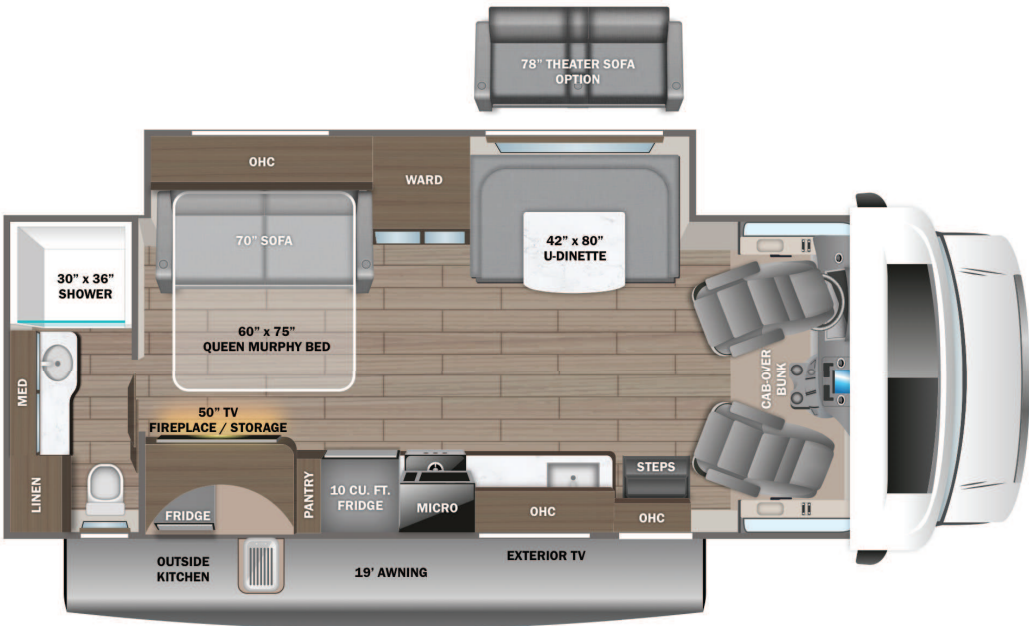 78” THEATER SOFA
OPTION
OHC
WARD
70” SOFA
42” x 80”
U-DINETTE
30” x 36”
SHOWER
60” x 75”
QUEEN MURPHY BED
CAB-OVER
BUNK
MED
50” TV
FIREPLACE / STORAGE
LINEN
FRIDGE
PANTRY
10 CU. FT.
FRIDGE
MICRO
OHC
STEPS
OHC
OUTSIDE
KITCHEN
19’ AWNING
EXTERIOR TV